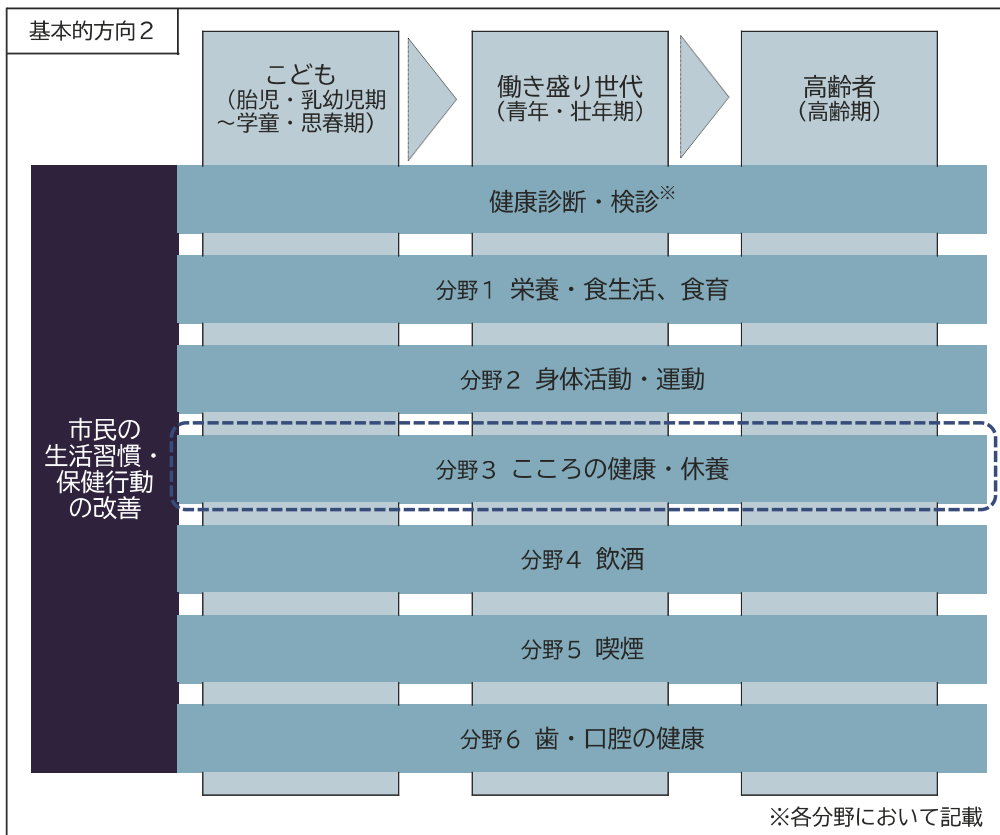 基本的方向２
こども
（胎児・乳幼児期
～学童・思春期）
働き盛り世代
（青年・壮年期）
高齢者
（高齢期）
市民の
生活習慣・
保健行動
の改善
健康診断・検診※
分野１ 栄養・食生活、食育
分野２ 身体活動・運動
分野３ こころの健康・休養
分野４ 飲酒
分野５ 喫煙
分野６ 歯・口腔の健康
※各分野において記載